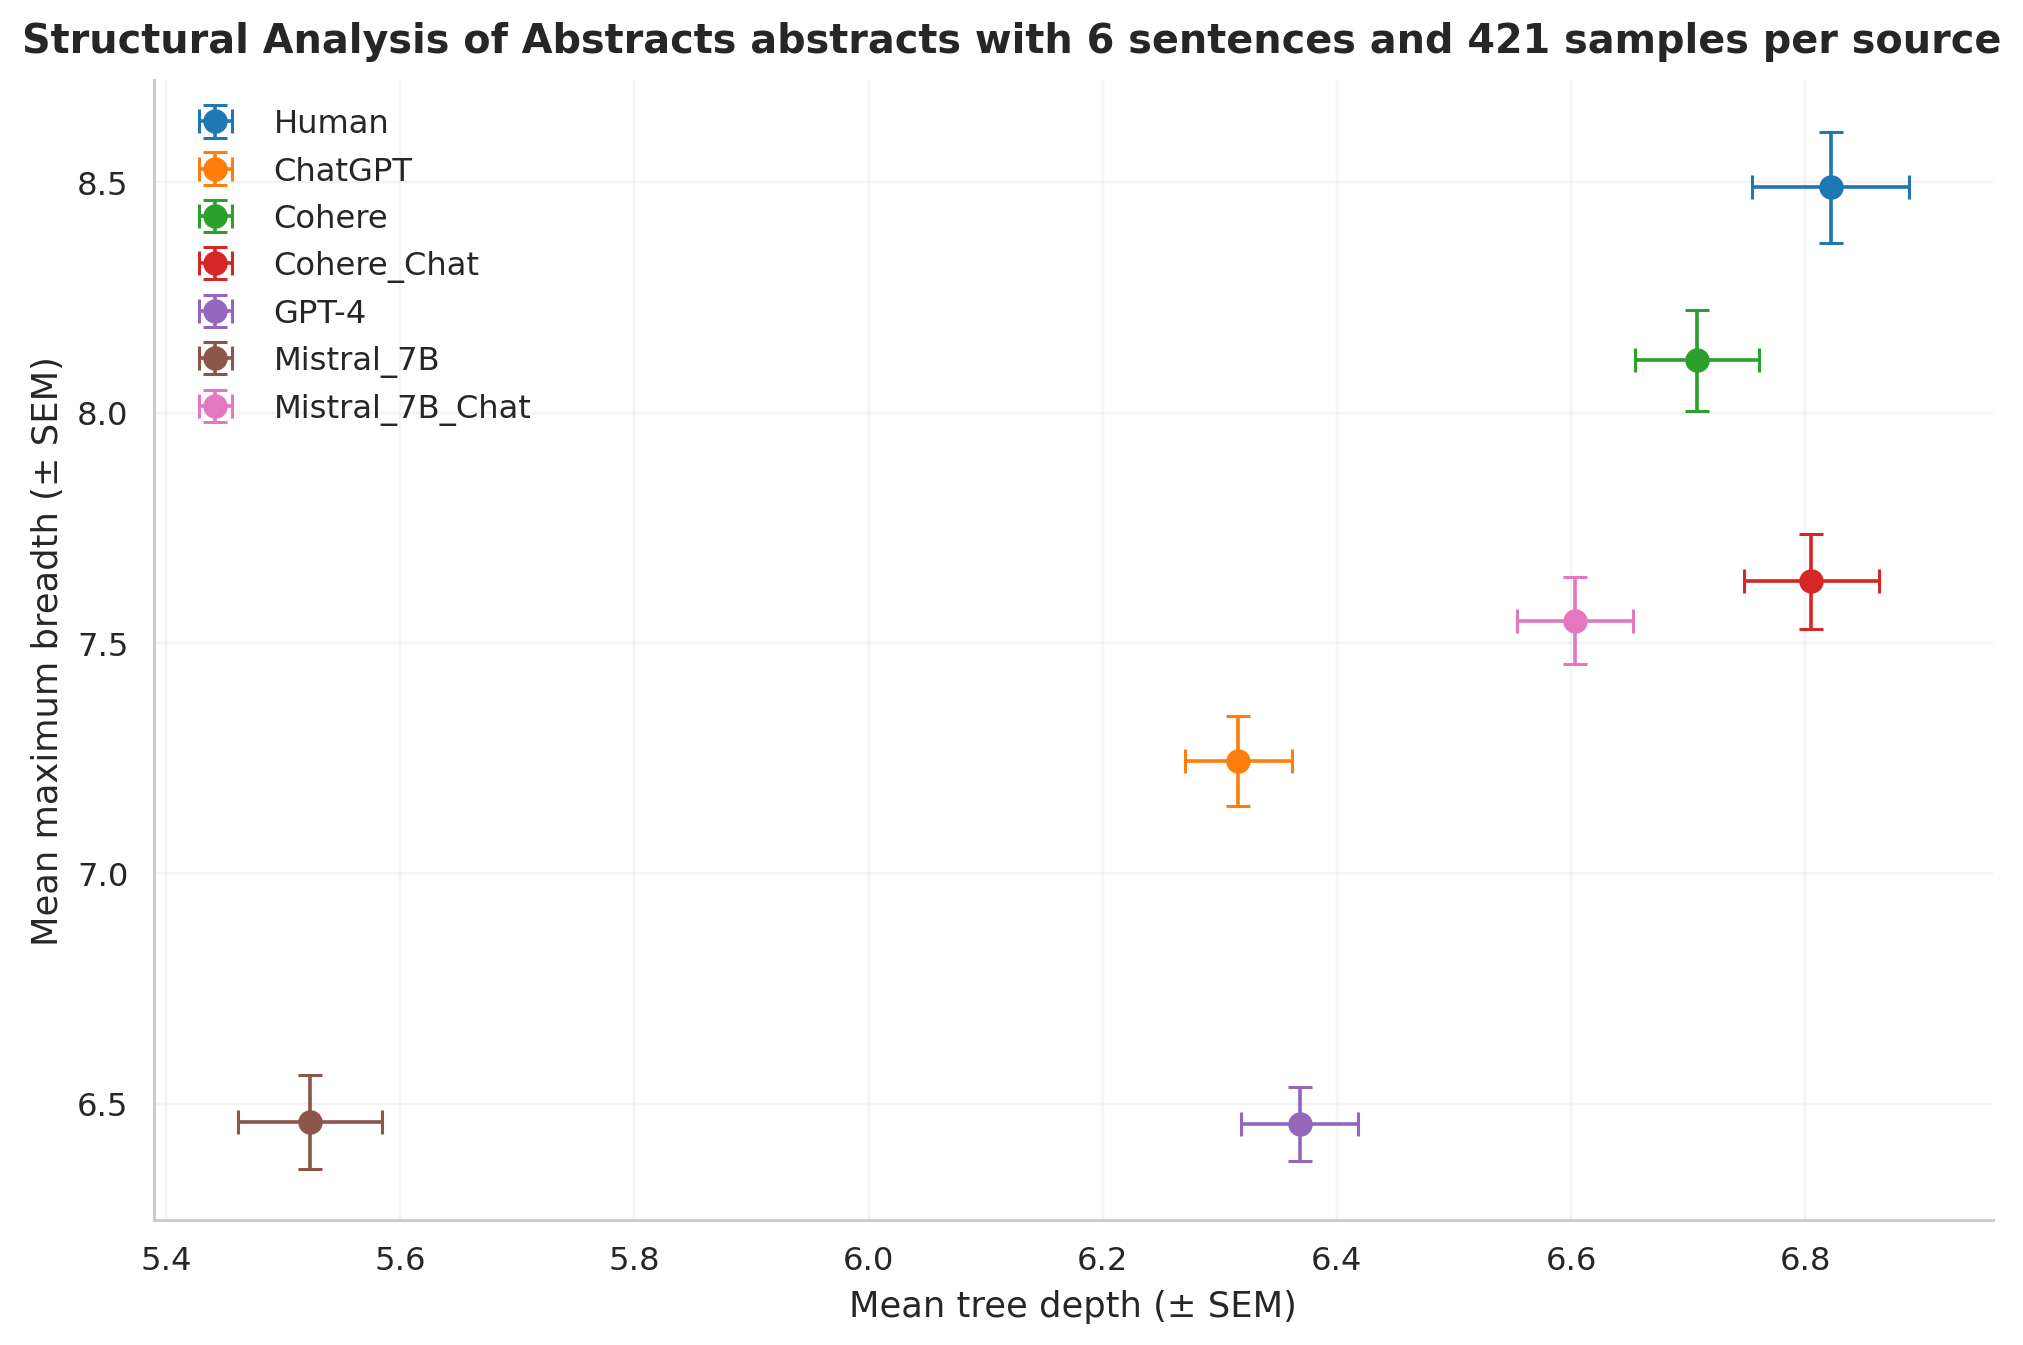 Structural Analysis of Abstracts abstracts with 6 sentences and 421 samples per source
Human
ChatGPT
Cohere
Cohere_Chat
GPT-4
Mistral_7B
Mistral_7B_Chat
Mean maximum breadth (± SEM)
8.5
8.0
7.5
7.0
6.5
5.4 5.6 5.8 6.0 6.2 6.4 6.6 6.8
Mean tree depth (± SEM)